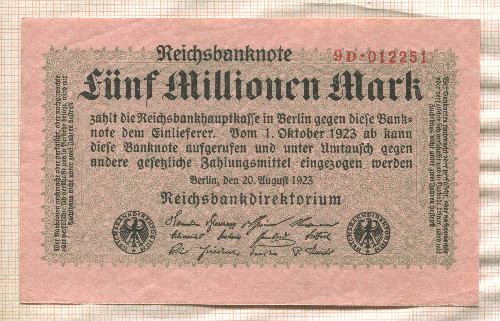 Reichsbanknote
9D·012251
Fünf Millionen Mark
zahlt die Reichsbankhauptkasse in Berlin gegen diese Bank-
note dem Einlieferer. Vom 1. Oktober 1923 ab kann
diese Banknote aufgerufen und unter Umtausch gegen
andere gesetzliche Zahlungsmittel eingezogen werden
Berlin, den 20. August 1923
Reichsbankdirektorium
REICHSBANKDIREKTORIUM
REICHSBANKDIREKTORIUM